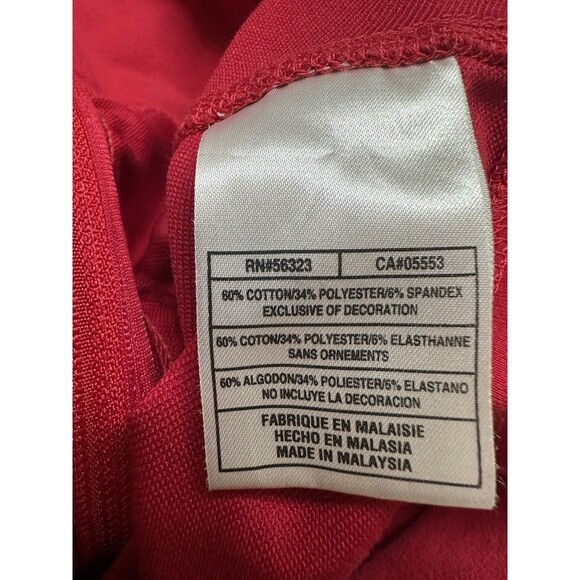 RN#56323 CA#05553
60% COTTON/34% POLYESTER/6% SPANDEX
EXCLUSIVE OF DECORATION
60% COTON/34% POLYESTER/6% ELASTHANNE
SANS ORNEMENTS
60% ALGODON/34% POLIESTER/6% ELASTANO
NO INCLUYE LA DECORACION
FABRIQUE EN MALAISIE
HECHO EN MALASIA
MADE IN MALAYSIA